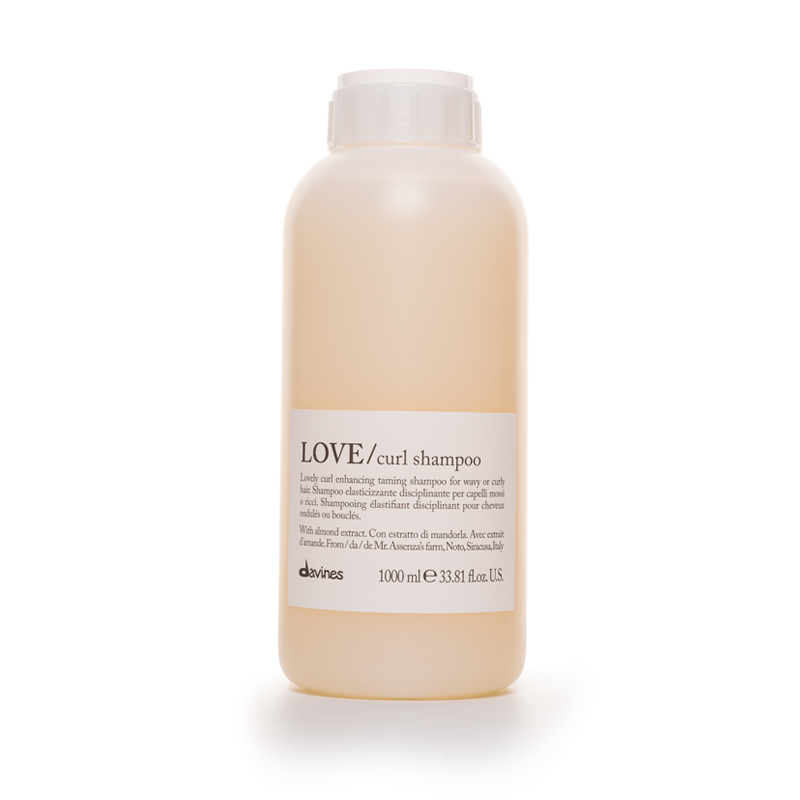 LOVE/curl shampoo
Lovely curl enhancing taming shampoo for wavy or curly
hair. Shampoo elasticizzante disciplinante per capelli mossi
o ricci. Shampooing élastifiant disciplinant pour cheveux
ondulés ou bouclés.
With almond extract. Con estratto di mandorla. Avec extrait
d'amande. From / da / de Mr. Assenza's farm, Noto, Siracusa, Italy
davines 1000 ml ℮ 33.81 fl.oz. U.S.